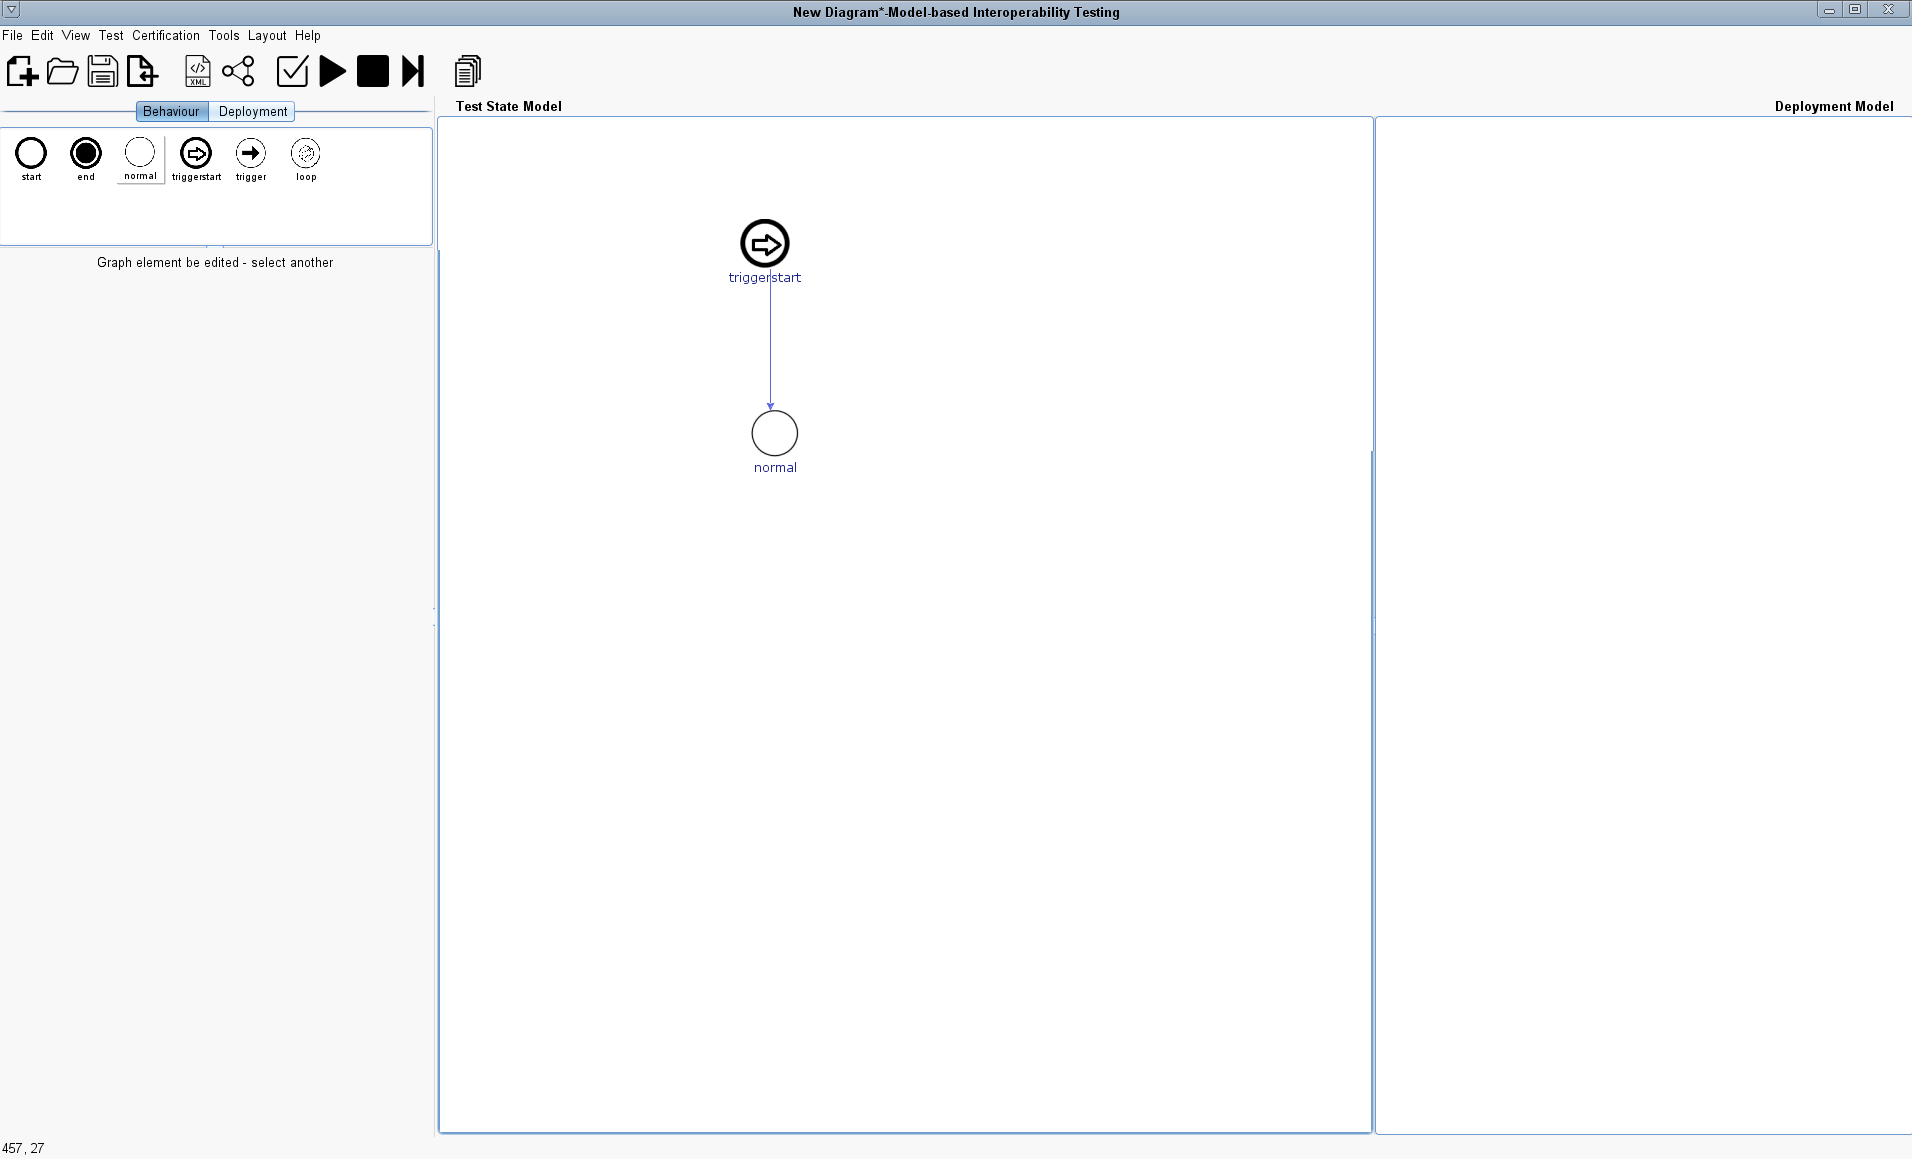 New Diagram*-Model-based Interoperability Testing
File Edit View Test Certification Tools Layout Help
XML
Behaviour Deployment
Test State Model
Deployment Model
start end normal triggerstart trigger loop
Graph element be edited - select another
triggerstart
normal
457, 27